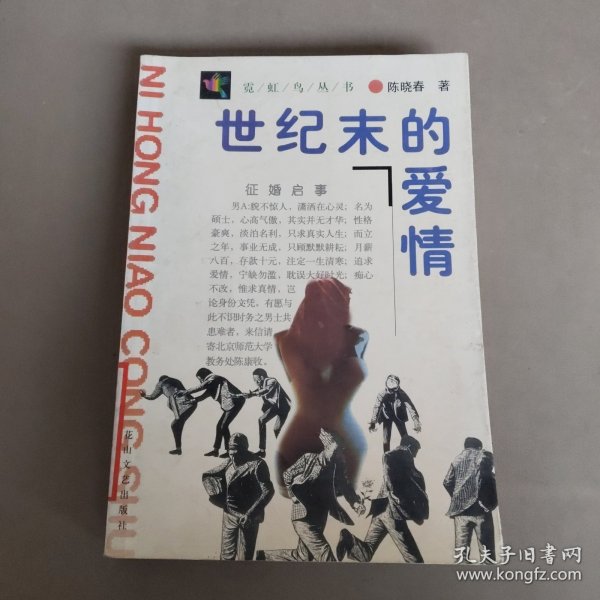 霓/虹/鸟/丛/书
陈晓春 著
世纪末的
爱情
征婚启事
男A:貌不惊人,潇洒在心灵;名为
硕士,心高气傲,其实并无才华;性格
豪爽,淡泊名利,只求真实人生;而立
之年,事业无成,只顾默默耕耘;月薪
八百,存款十元,注定一生清寒;追求
爱情,宁缺勿滥,耽误大好时光;痴心
不改,惟求真情,岂
论身份文凭,有愿与
此不识时务之男士共
患难者,来信请
寄北京师范大学
教务处陈康收。
NI HONG NIAO CONG SHU
花山文艺出版社
孔夫子旧书网
www.kongfz.com